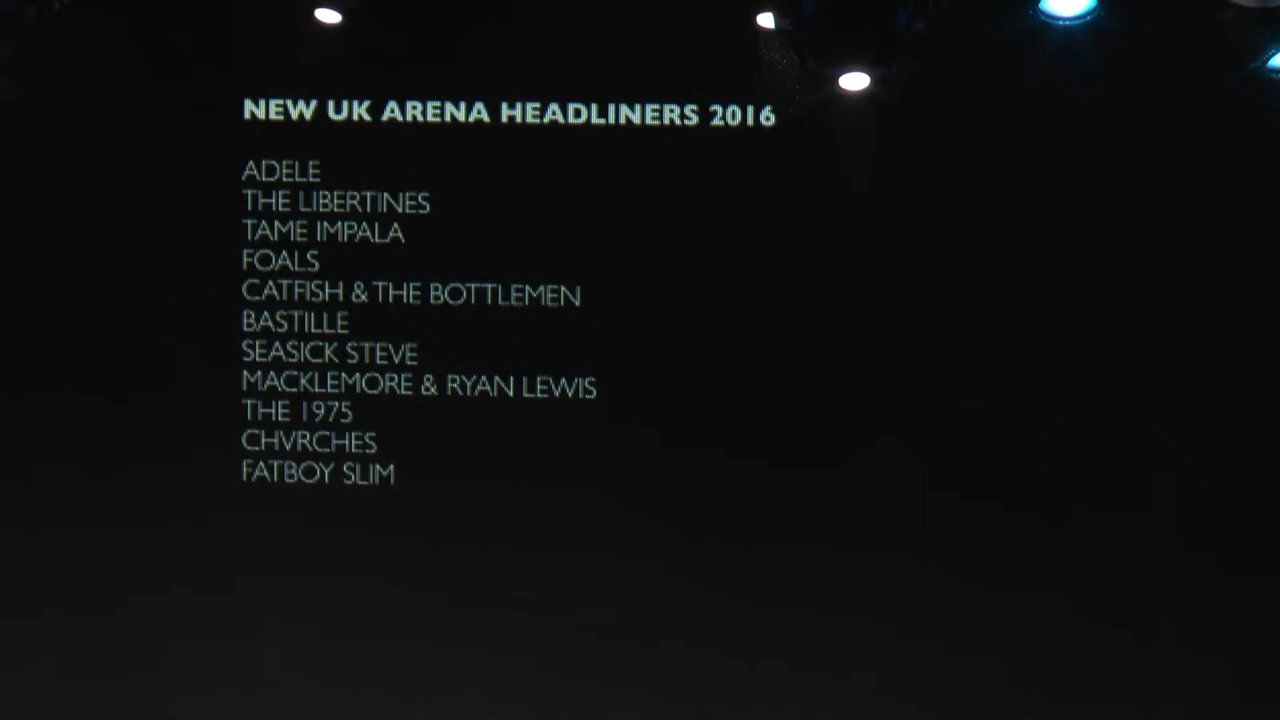 NEW UK ARENA HEADLINERS 2016
ADELE
THE LIBERTINES
TAME IMPALA
FOALS
CATFISH & THE BOTTLEMEN
BASTILLE
SEASICK STEVE
MACKLEMORE & RYAN LEWIS
THE 1975
CHVRCHES
FATBOY SLIM